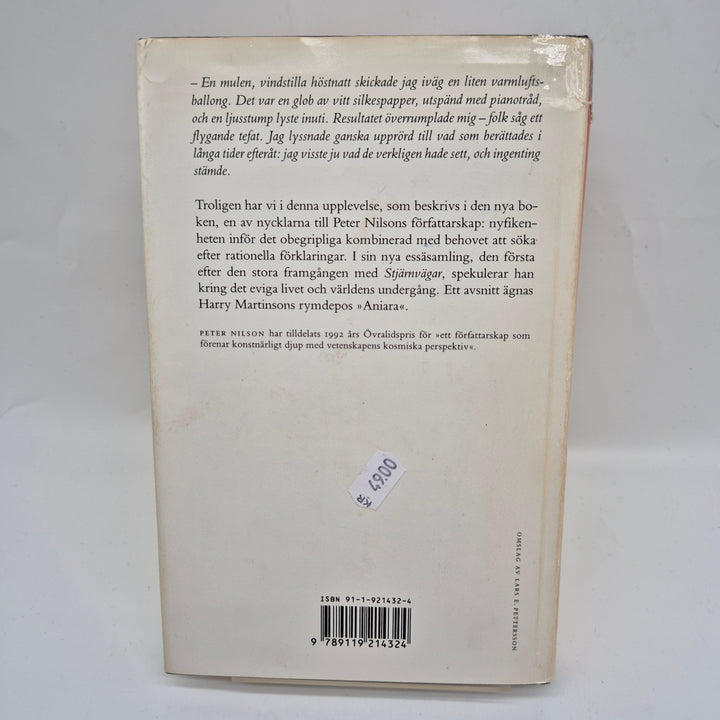 – En mulen, vindstilla höstnatt skickade jag iväg en liten varmlufts-
ballong. Det var en glob av vitt silkespapper, utspänd med pianotråd,
och en ljusstump lyste inuti. Resultatet överrumplade mig – folk såg ett
flygande tefat. Jag lyssnade ganska upprörd till vad som berättades i
långa tider efteråt: jag visste ju vad de verkligen hade sett, och ingenting
stämde.
Troligen har vi i denna upplevelse, som beskrivs i den nya bo-
ken, en av nycklarna till Peter Nilsons författarskap: nyfiken-
heten inför det obegripliga kombinerad med behovet att söka
efter rationella förklaringar. I sin nya essäsamling, den första
efter den stora framgången med Stjärnvägar, spekulerar han
kring det eviga livet och världens undergång. Ett avsnitt ägnas
Harry Martinsons rymdepos »Aniara«.
PETER NILSON har tilldelats 1992 års Övralidspris för »ett författarskap som
förenar konstnärligt djup med vetenskapens kosmiska perspektiv«.
KR 49.00
OMSLAG AV LARS E. PETTERSSON
ISBN 91-1-921432-4
9 789119 214324